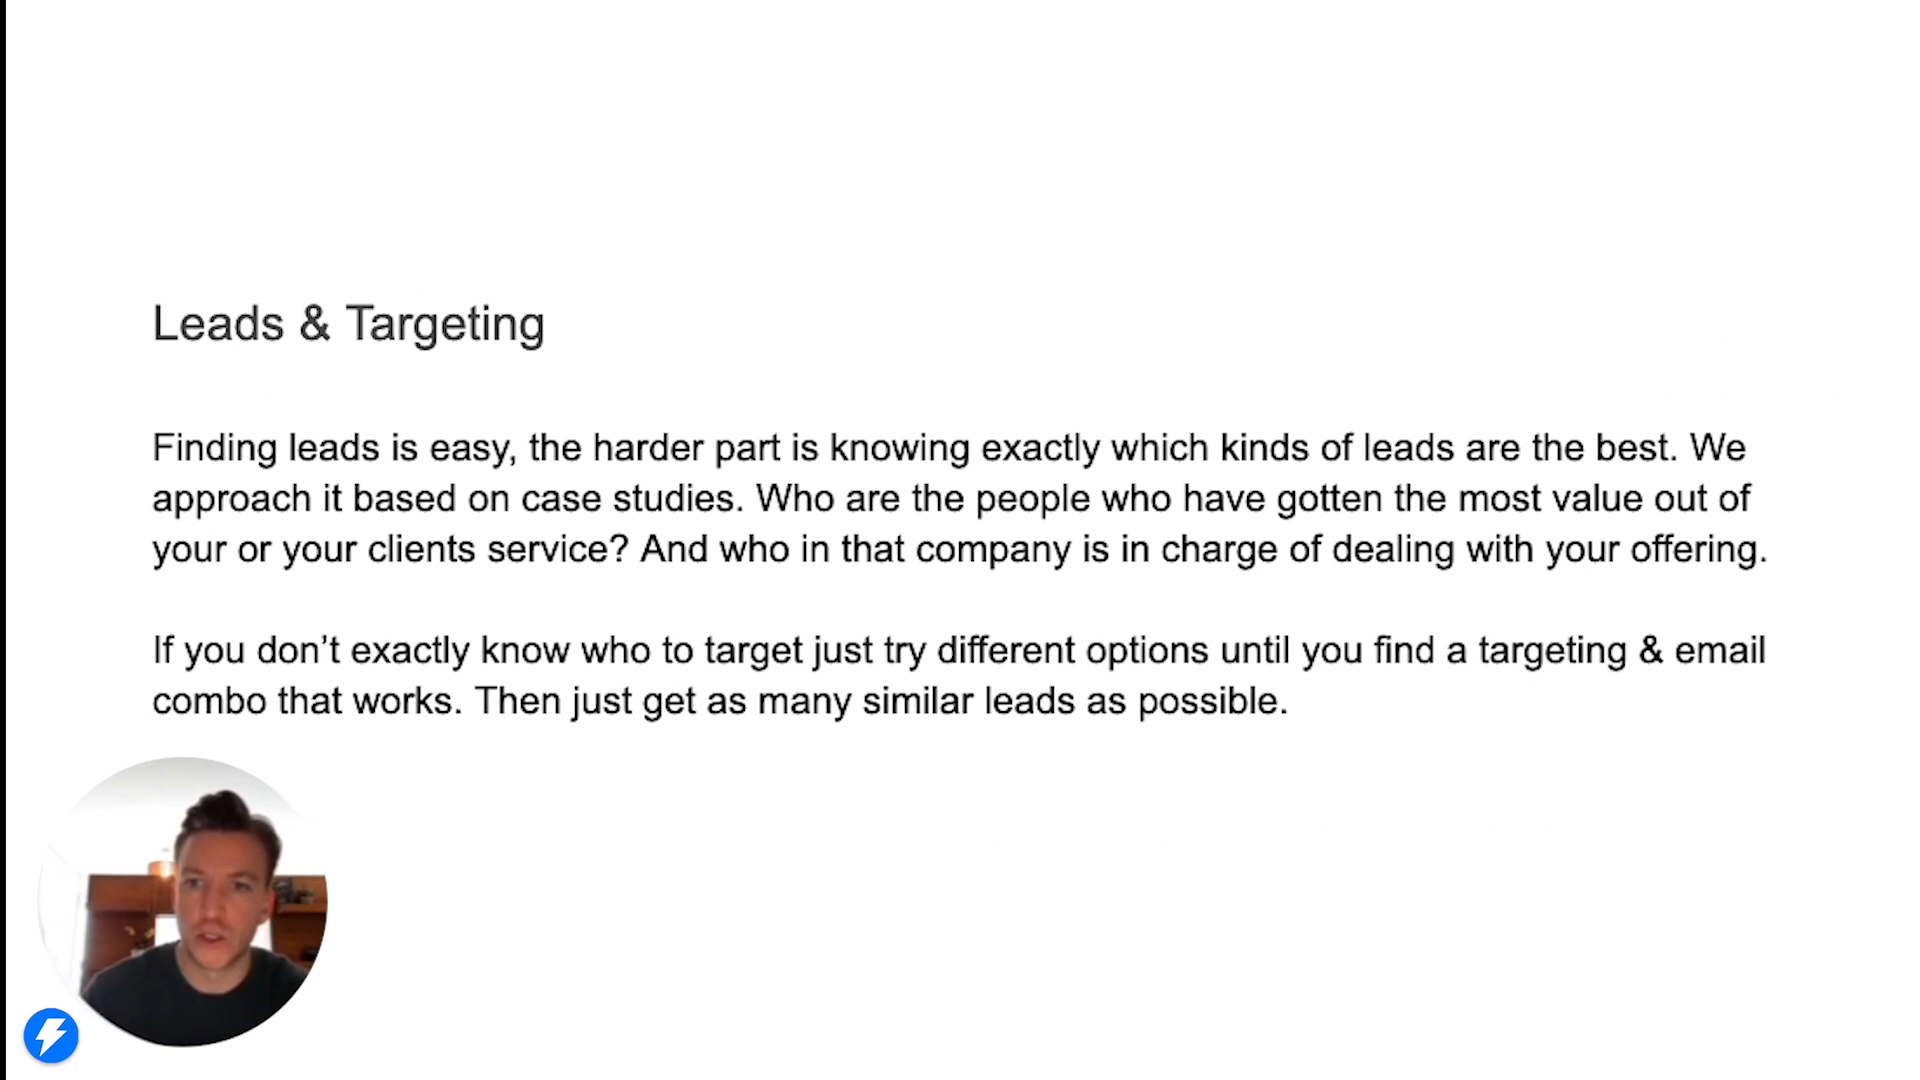 Leads & Targeting
Finding leads is easy, the harder part is knowing exactly which kinds of leads are the best. We
approach it based on case studies. Who are the people who have gotten the most value out of
your or your clients service? And who in that company is in charge of dealing with your offering.
If you don’t exactly know who to target just try different options until you find a targeting & email
combo that works. Then just get as many similar leads as possible.